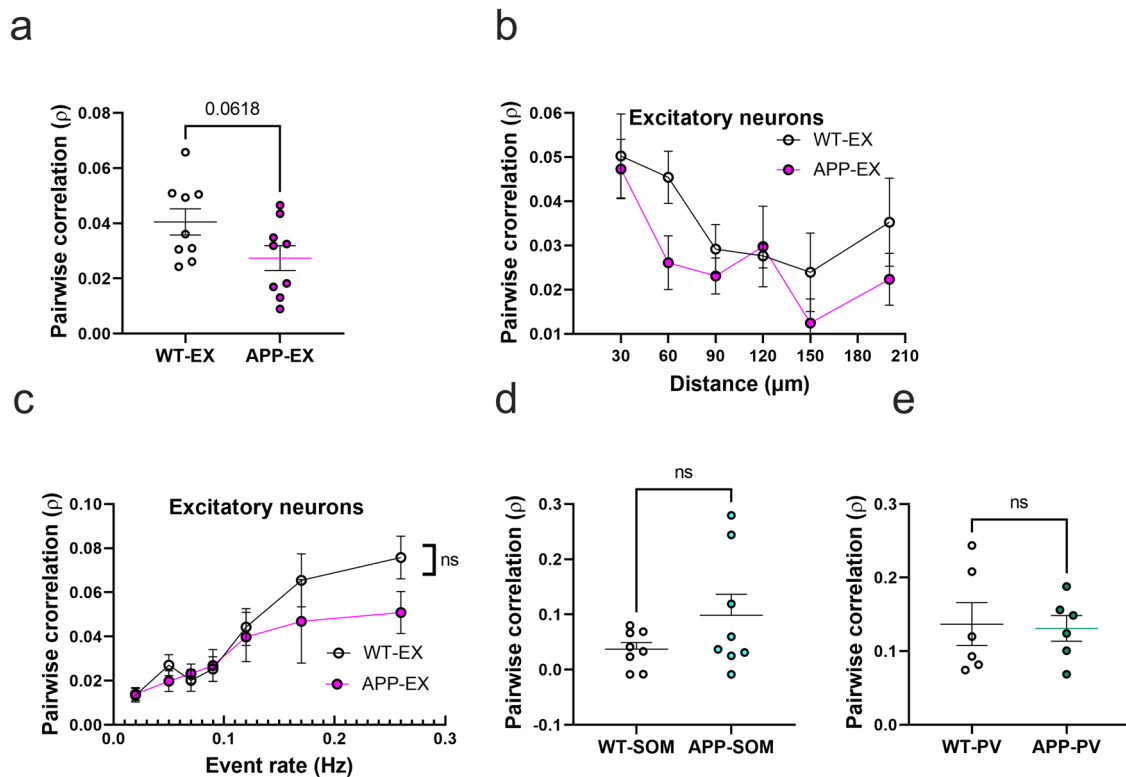 a
Pairwise correlation (ρ)
0.08
0.06
0.04
0.02
0.00
0.0618
WT-EX
APP-EX
b
Pairwise crorrelation (ρ)
0.06
0.05
0.04
0.03
0.02
0.01
Excitatory neurons
WT-EX
APP-EX
30
60
90
120
150
180
210
Distance (µm)
c
Pairwise crorrelation (ρ)
0.10
0.08
0.06
0.04
0.02
0.00
Excitatory neurons
ns
WT-EX
APP-EX
0.0
0.1
0.2
0.3
Event rate (Hz)
d
Pairwise correlation (ρ)
0.3
0.2
0.1
0.0
-0.1
ns
WT-SOM
APP-SOM
e
Pairwise correlation (ρ)
0.3
0.2
0.1
0.0
ns
WT-PV
APP-PV